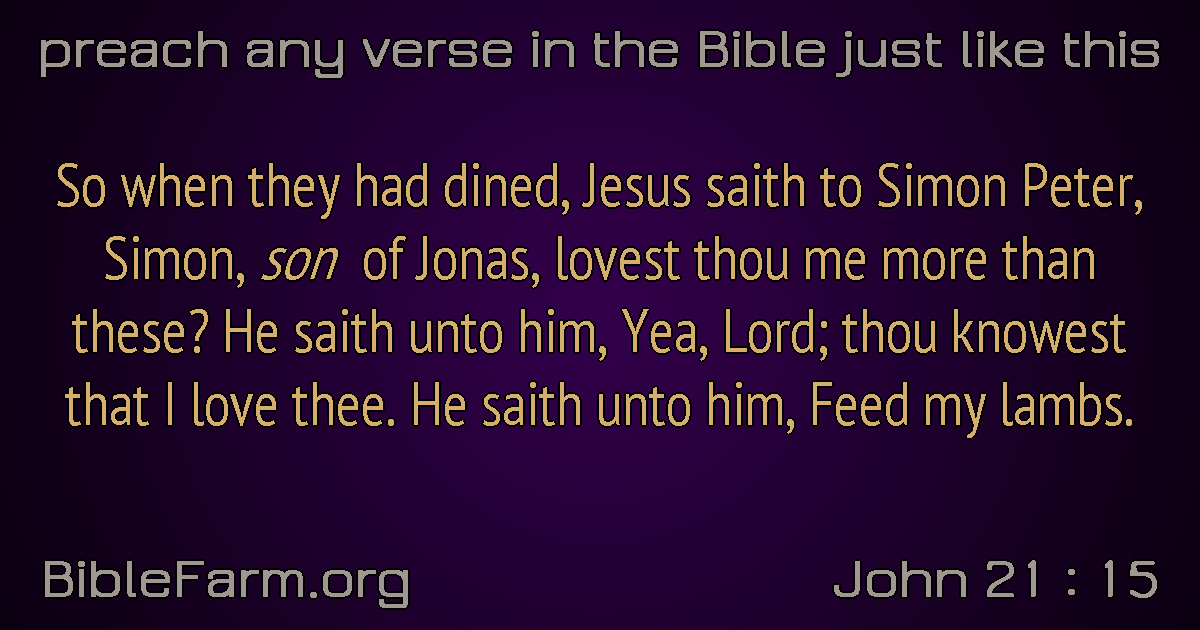 preach any verse in the Bible just like this
So when they had dined, Jesus saith to Simon Peter,
Simon, son of Jonas, lovest thou me more than
these? He saith unto him, Yea, Lord; thou knowest
that I love thee. He saith unto him, Feed my lambs.
BibleFarm.org
John 21 : 15